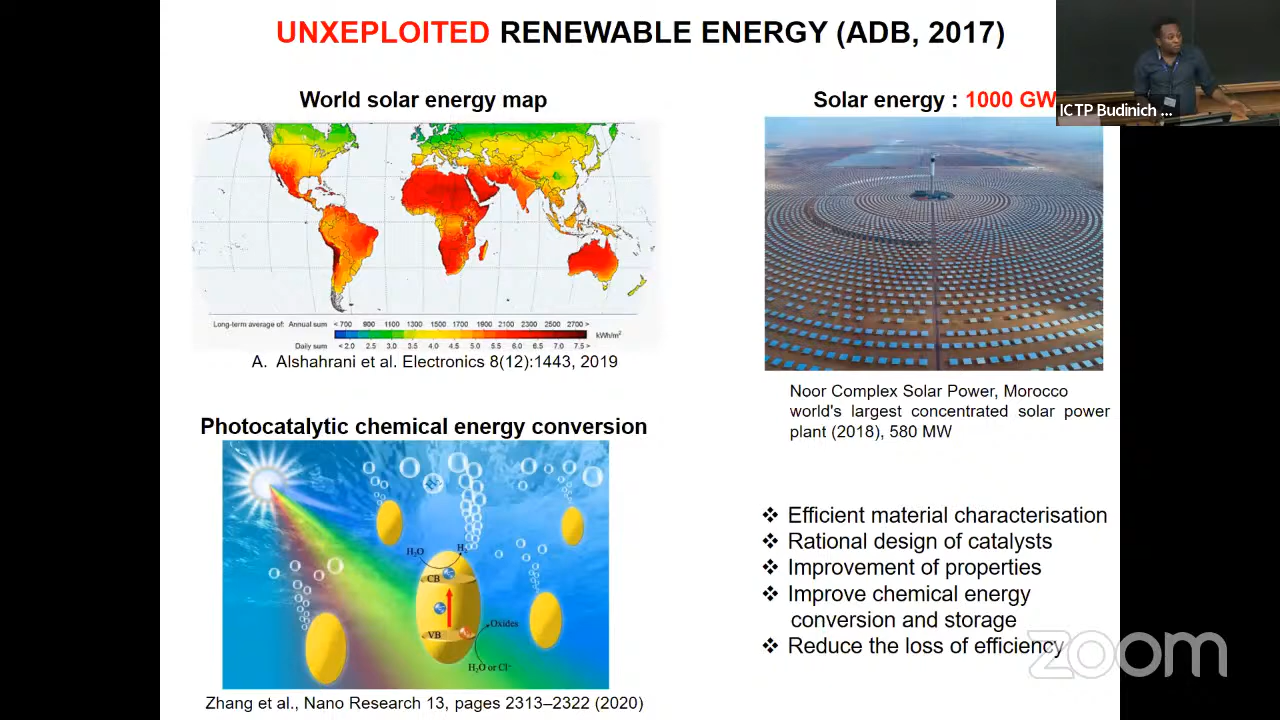 UNXEPLOITED RENEWABLE ENERGY (ADB, 2017)
ICTP Budinich ...
World solar energy map
Solar energy : 1000 GW
Long-term average of: Annual sum < 700 900 1100 1300 1500 1700 1900 2100 2300 2500 2700 >
kWh/m²
Daily sum < 2.0 2.5 3.0 3.5 4.0 4.5 5.0 5.5 6.0 6.5 7.0 7.5 >
A. Alshahrani et al. Electronics 8(12):1443, 2019
Noor Complex Solar Power, Morocco
world's largest concentrated solar power
plant (2018), 580 MW
Photocatalytic chemical energy conversion
H₂O
H₂
CB
VB
Oxides
H₂O or Cl⁻
Zhang et al., Nano Research 13, pages 2313–2322 (2020)
❖ Efficient material characterisation
❖ Rational design of catalysts
❖ Improvement of properties
❖ Improve chemical energy
conversion and storage
❖ Reduce the loss of efficiency
zoom